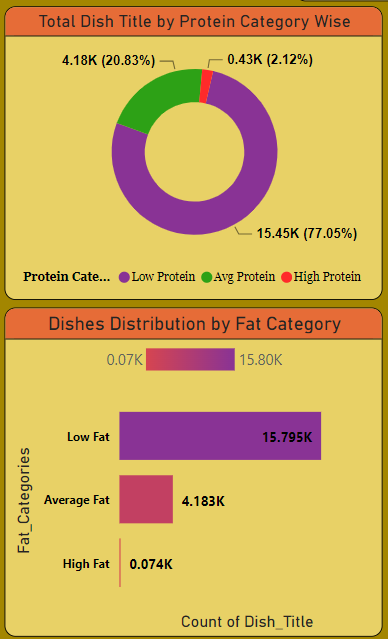 Total Dish Title by Protein Category Wise
4.18K (20.83%)
0.43K (2.12%)
15.45K (77.05%)
Protein Cate... Low Protein Avg Protein High Protein
Dishes Distribution by Fat Category
0.07K 15.80K
Fat_Categories
Low Fat 15.795K
Average Fat 4.183K
High Fat 0.074K
Count of Dish_Title